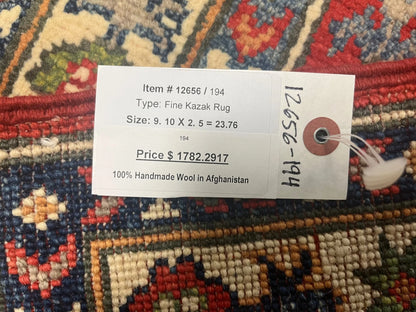 Item # 12656 / 194
Type: Fine Kazak Rug
Size: 9. 10 X 2. 5 = 23.76
194
Price $ 1782.2917
100% Handmade Wool in Afghanistan
12656-194